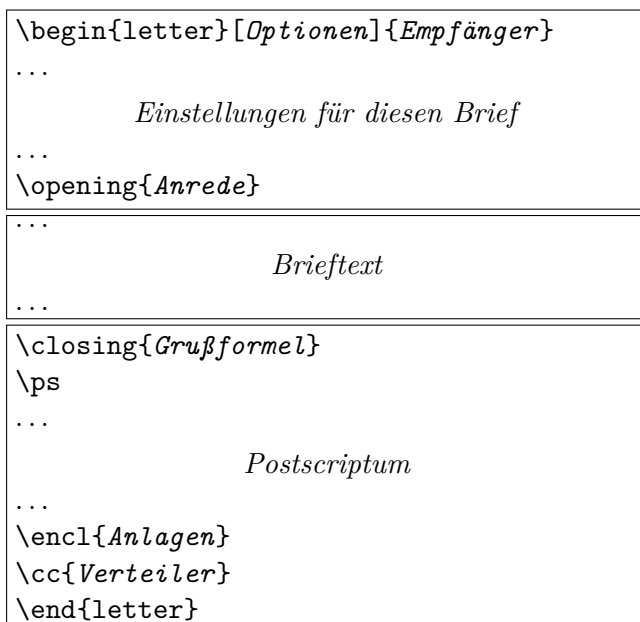 \begin{letter}[Optionen]{Empfänger}
...
Einstellungen für diesen Brief
...
\opening{Anrede}
...
Brieftext
...
\closing{Grußformel}
\ps
...
Postscriptum
...
\encl{Anlagen}
\cc{Verteiler}
\end{letter}